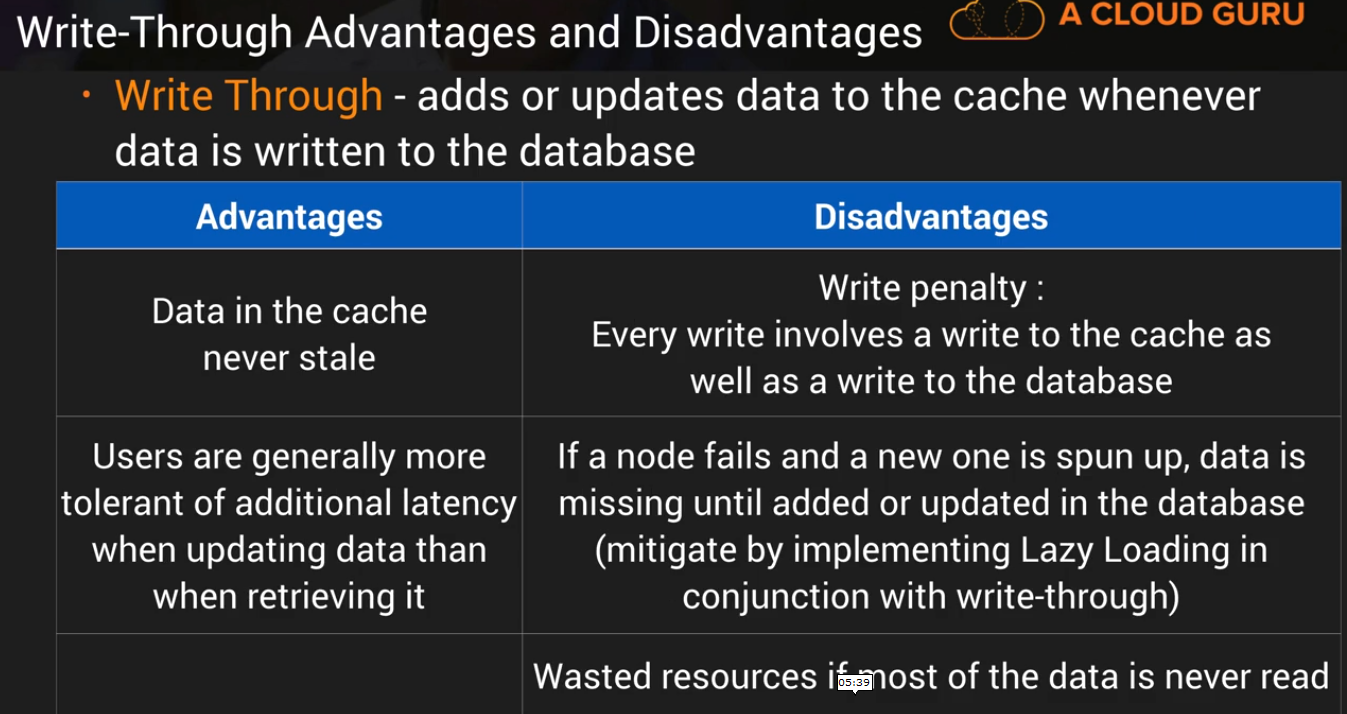 Write-Through Advantages and Disadvantages
A CLOUD GURU
· Write Through - adds or updates data to the cache whenever
data is written to the database
Advantages
Disadvantages
Data in the cache
never stale
Write penalty :
Every write involves a write to the cache as
well as a write to the database
Users are generally more
tolerant of additional latency
when updating data than
when retrieving it
If a node fails and a new one is spun up, data is
missing until added or updated in the database
(mitigate by implementing Lazy Loading in
conjunction with write-through)
Wasted resources if most of the data is never read
05:39